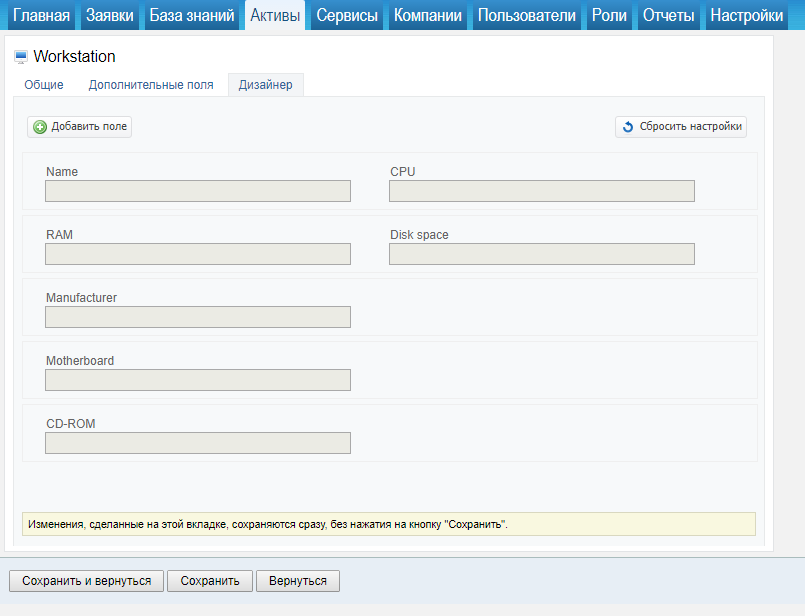 Главная Заявки База знаний Активы Сервисы Компании Пользователи Роли Отчеты Настройки
Workstation
Общие Дополнительные поля Дизайнер
Добавить поле Сбросить настройки
Name CPU
RAM Disk space
Manufacturer
Motherboard
CD-ROM
Изменения, сделанные на этой вкладке, сохраняются сразу, без нажатия на кнопку "Сохранить".
Сохранить и вернуться Сохранить Вернуться